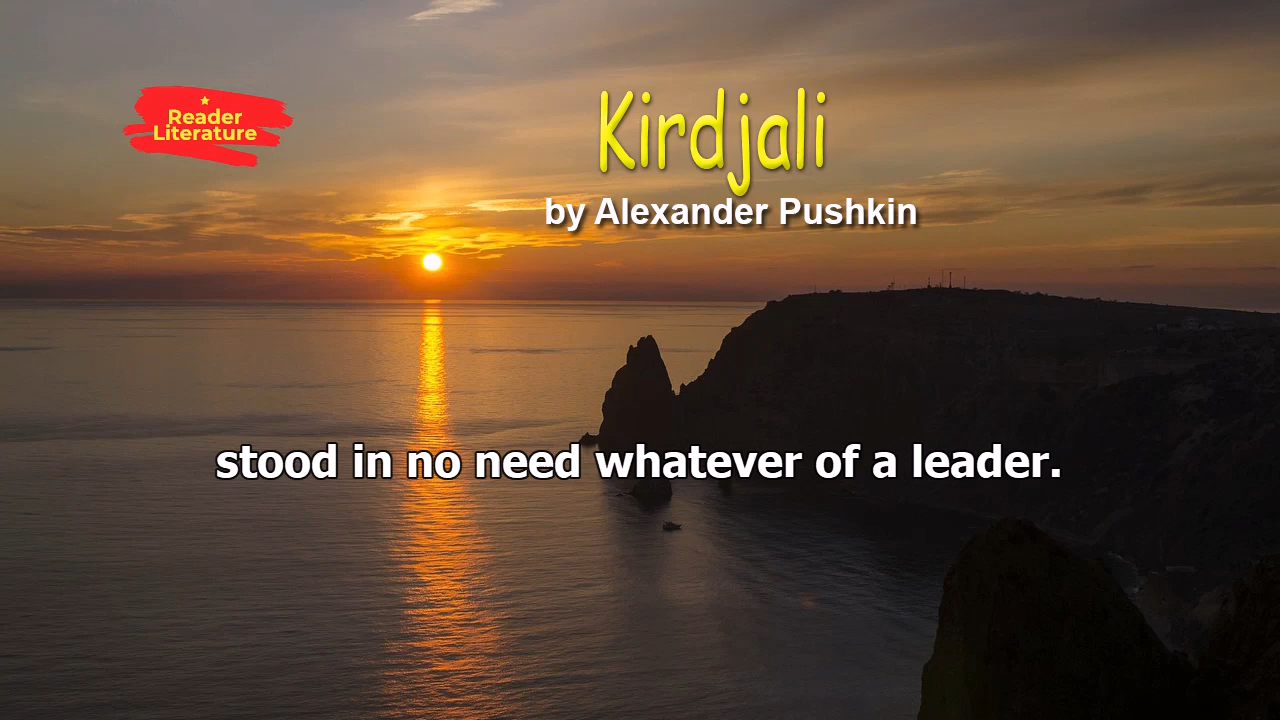 Reader
Literature
Kirdjali
by Alexander Pushkin
stood in no need whatever of a leader.